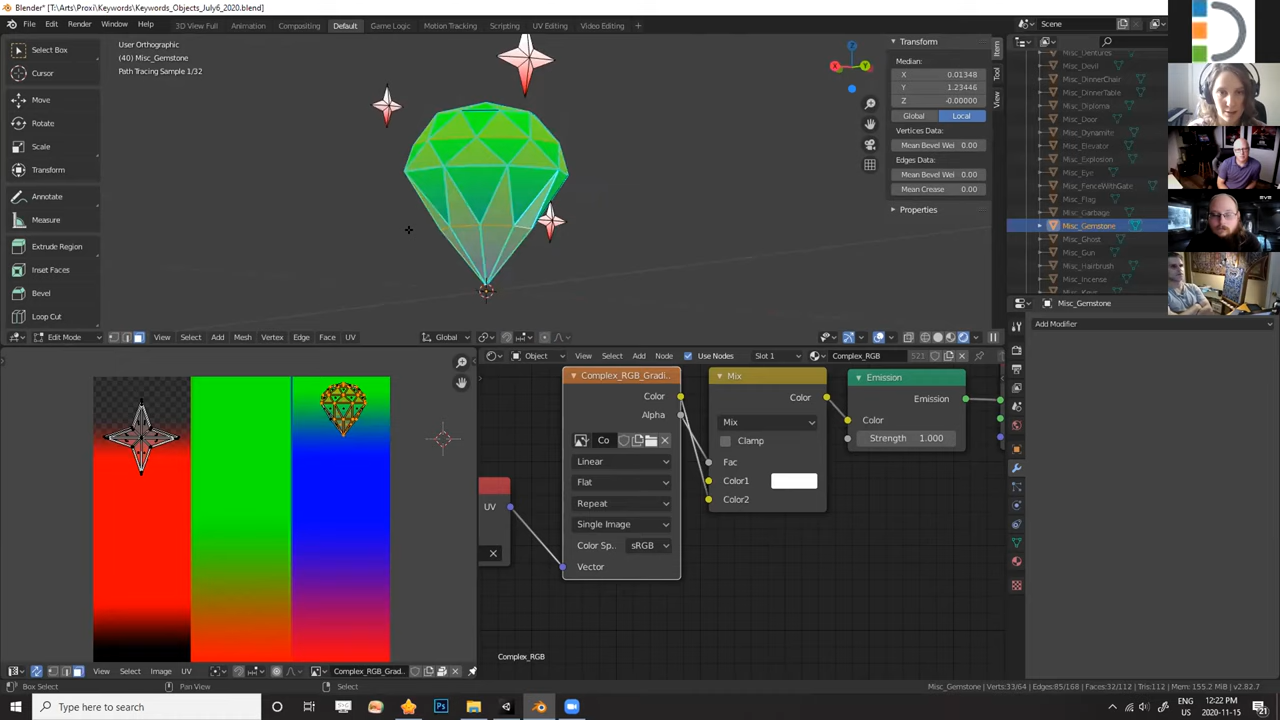 Blender* [T:\Arts\Proxi\Keywords\Keywords_Objects_July6_2020.blend]
File Edit Render Window Help 3D View Full Animation Compositing Default Game Logic Motion Tracking Scripting UV Editing Video Editing + Scene View Layer
Select Box
Cursor
Move
Rotate
Scale
Transform
Annotate
Measure
Extrude Region
Inset Faces
Bevel
Loop Cut
User Orthographic
(40) Misc_Gemstone
Path Tracing Sample 1/32
X Y Z
Transform
Median:
X 0.01348
Y 1.23446
Z -0.00000
Global Local
Vertices Data:
Mean Bevel Wei 0.00
Edges Data:
Mean Bevel Wei 0.00
Mean Crease 0.00
Properties
Item
Tool
View
Misc_Dentures
Misc_Devil
Misc_DinnerChair
Misc_DinnerTable
Misc_Diploma
Misc_Door
Misc_Dynamite
Misc_Elevator
Misc_Explosion
Misc_Eye
Misc_FenceWithGate
Misc_Flag
Misc_Garbage
Misc_Gemstone
Misc_Ghost
Misc_Gun
Misc_Hairbrush
Misc_Incense
Edit Mode View Select Add Mesh Vertex Edge Face UV Global
Misc_Gemstone
Add Modifier
Object View Select Add Node Use Nodes Slot 1 Complex_RGB 521
Complex_RGB_Gradi..
Color
Alpha
Co
Linear
Flat
Repeat
Single Image
Color Sp.. sRGB
Vector
UV
Mix
Color
Mix
Clamp
Fac
Color1
Color2
Emission
Emission
Color
Strength 1.000
Complex_RGB
View Select Image UV Complex_RGB_Grad..
Box Select Pan View Select
Misc_Gemstone | Verts:33/64 | Edges:85/168 | Faces:32/112 | Tris:112 | Mem: 155.2 MiB | v2.82.7
Type here to search
ENG
US
12:22 PM
2020-11-15
21